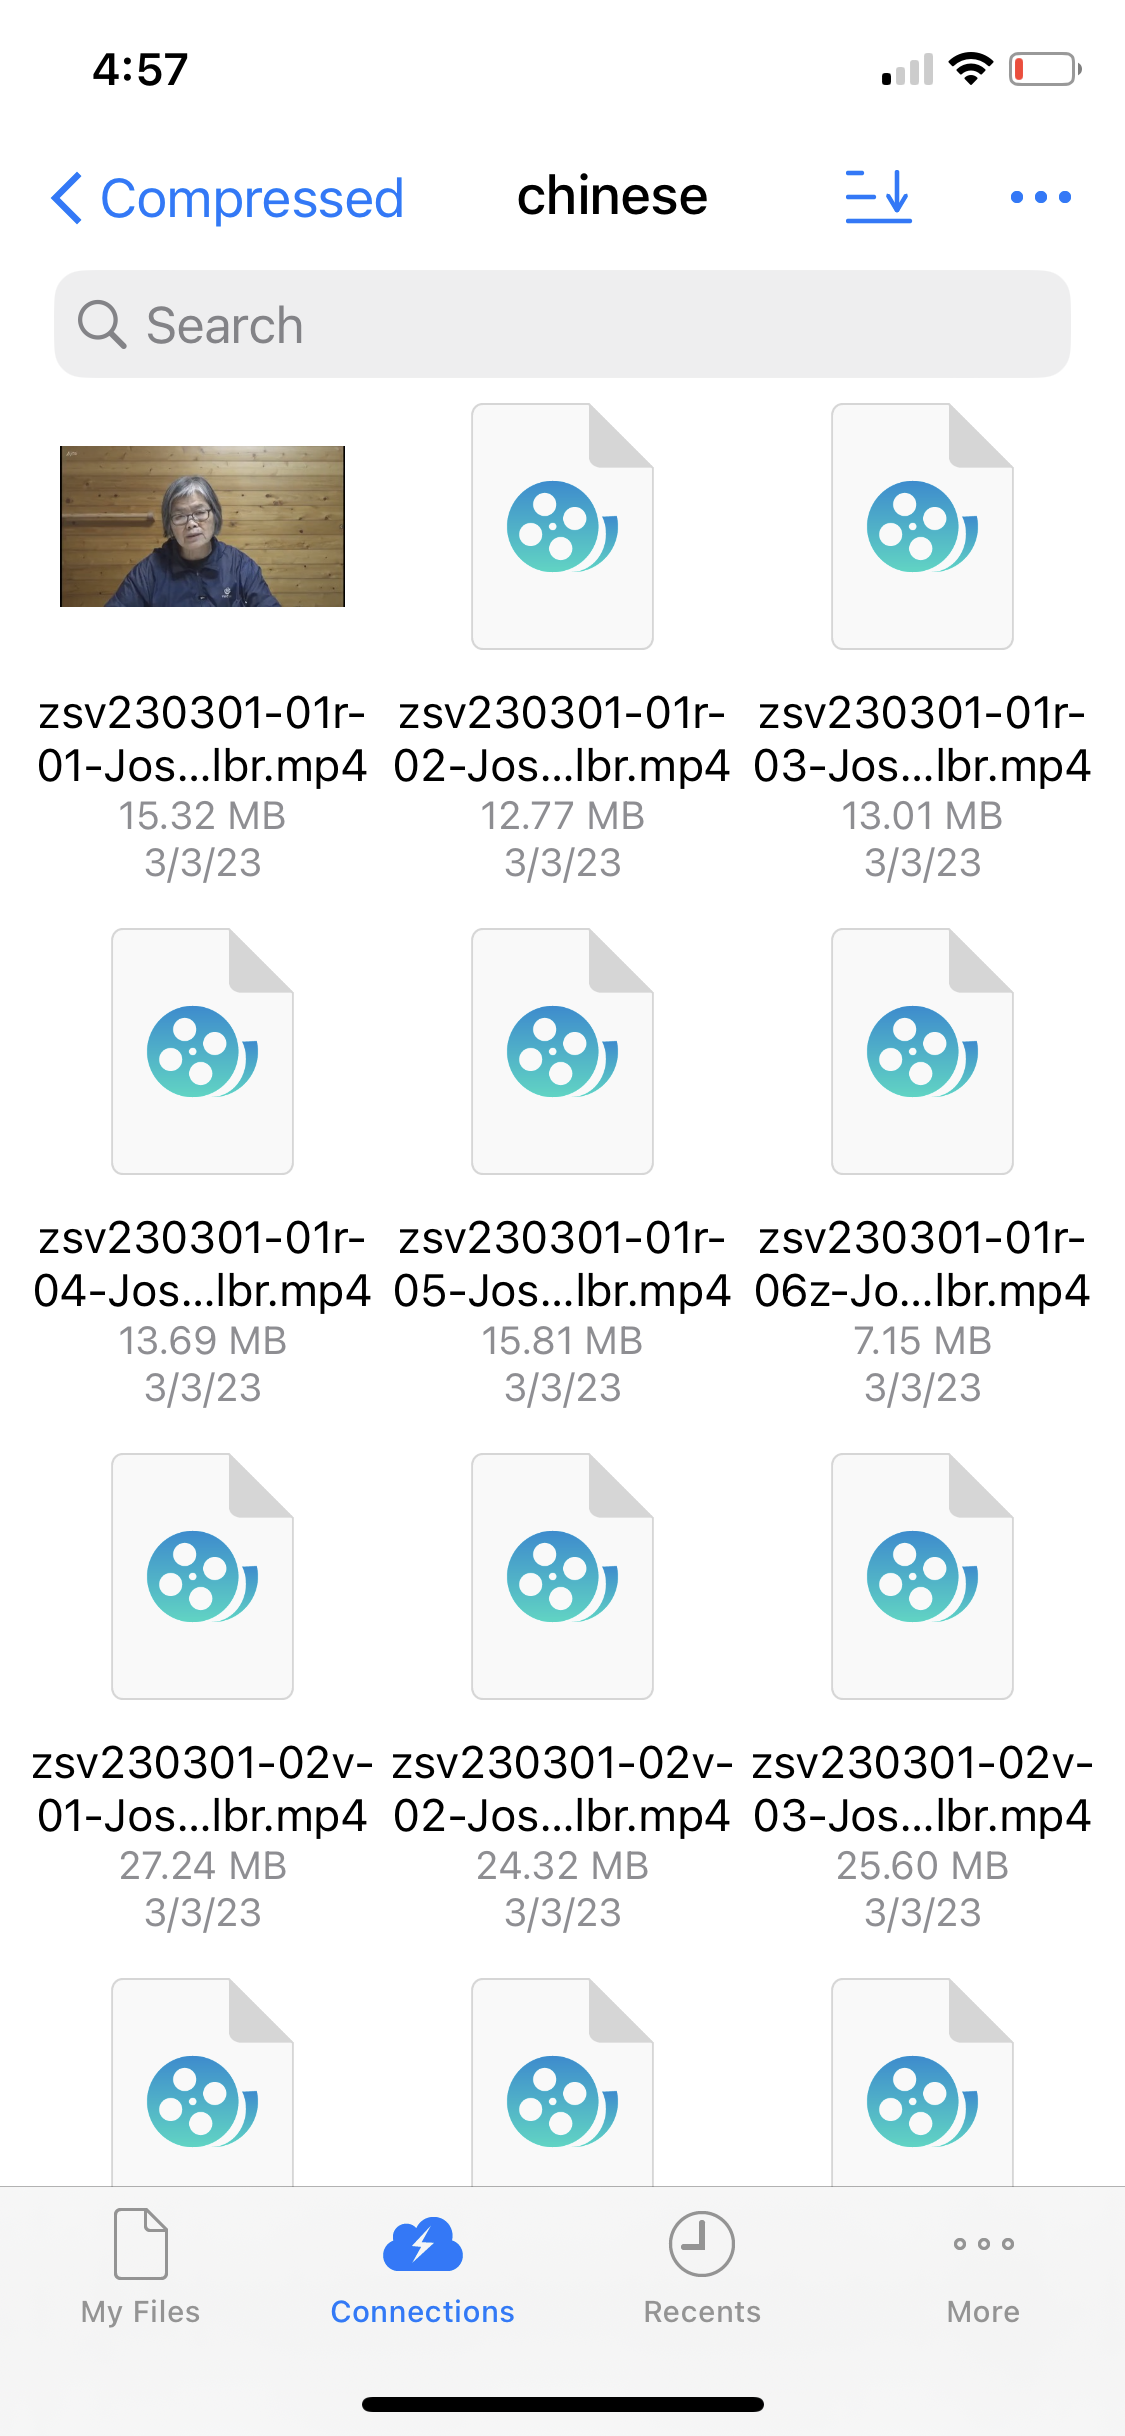 4:57
Compressed
chinese
Search
zsv230301-01r-
01-Jos...lbr.mp4
15.32 MB
3/3/23
zsv230301-01r-
02-Jos...lbr.mp4
12.77 MB
3/3/23
zsv230301-01r-
03-Jos...lbr.mp4
13.01 MB
3/3/23
zsv230301-01r-
04-Jos...lbr.mp4
13.69 MB
3/3/23
zsv230301-01r-
05-Jos...lbr.mp4
15.81 MB
3/3/23
zsv230301-01r-
06z-Jo...lbr.mp4
7.15 MB
3/3/23
zsv230301-02v-
01-Jos...lbr.mp4
27.24 MB
3/3/23
zsv230301-02v-
02-Jos...lbr.mp4
24.32 MB
3/3/23
zsv230301-02v-
03-Jos...lbr.mp4
25.60 MB
3/3/23
My Files
Connections
Recents
More